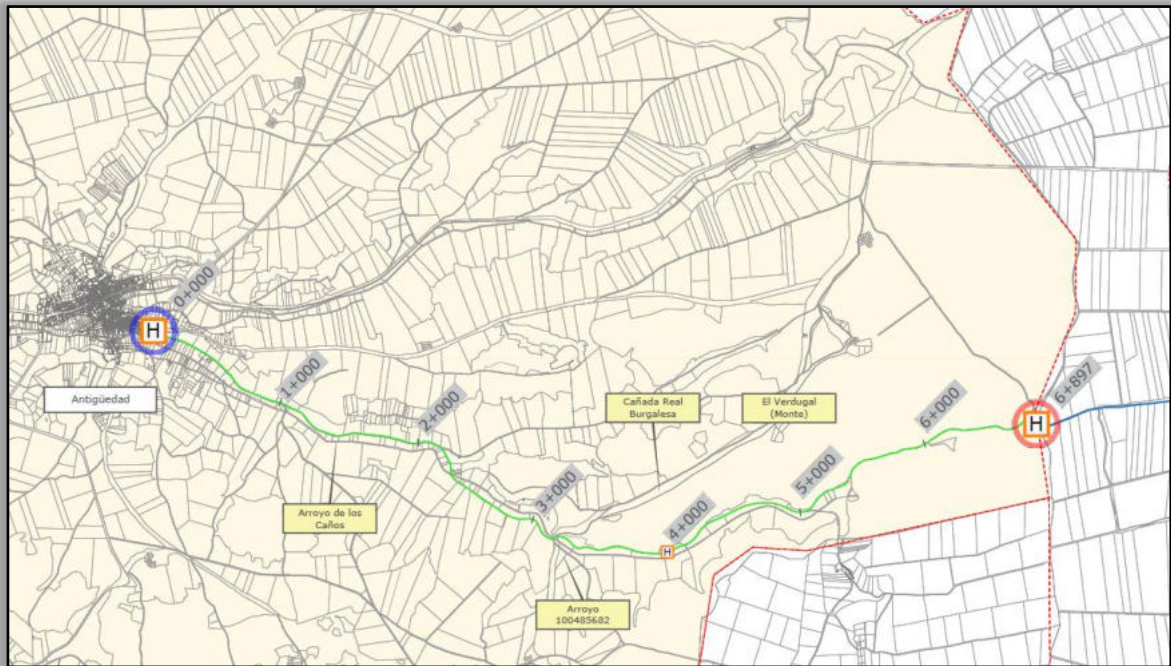 0+000
H
Antigüedad
1+000
2+000
Arroyo de los
Caños
3+000
Cañada Real
Burgalesa
El Verdugal
(Monte)
4+000
H
Arroyo
100485682
5+000
6+000
6+897
H